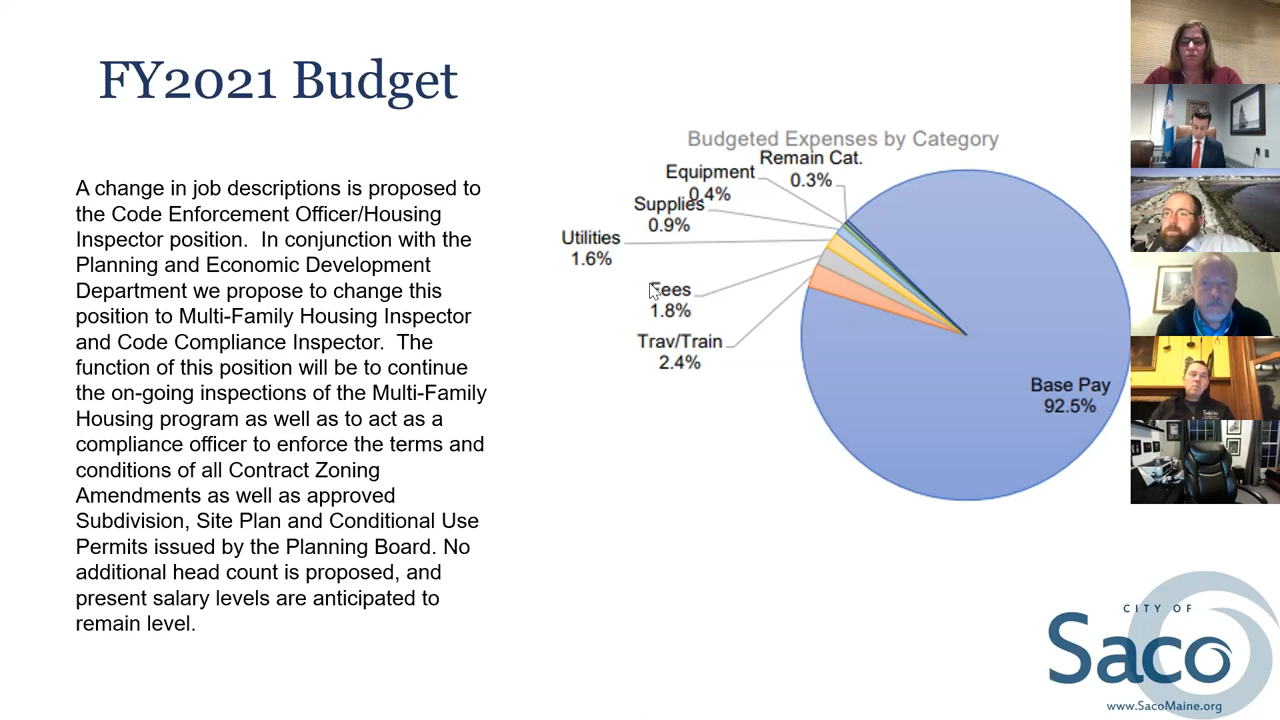 FY2021 Budget
A change in job descriptions is proposed to
the Code Enforcement Officer/Housing
Inspector position.  In conjunction with the
Planning and Economic Development
Department we propose to change this
position to Multi-Family Housing Inspector
and Code Compliance Inspector.  The
function of this position will be to continue
the on-going inspections of the Multi-Family
Housing program as well as to act as a
compliance officer to enforce the terms and
conditions of all Contract Zoning
Amendments as well as approved
Subdivision, Site Plan and Conditional Use
Permits issued by the Planning Board. No
additional head count is proposed, and
present salary levels are anticipated to
remain level.
Budgeted Expenses by Category
Remain Cat.
0.3%
Equipment
0.4%
Supplies
0.9%
Utilities
1.6%
Fees
1.8%
Trav/Train
2.4%
Base Pay
92.5%
Saco
CITY OF
Saco
www.SacoMaine.org